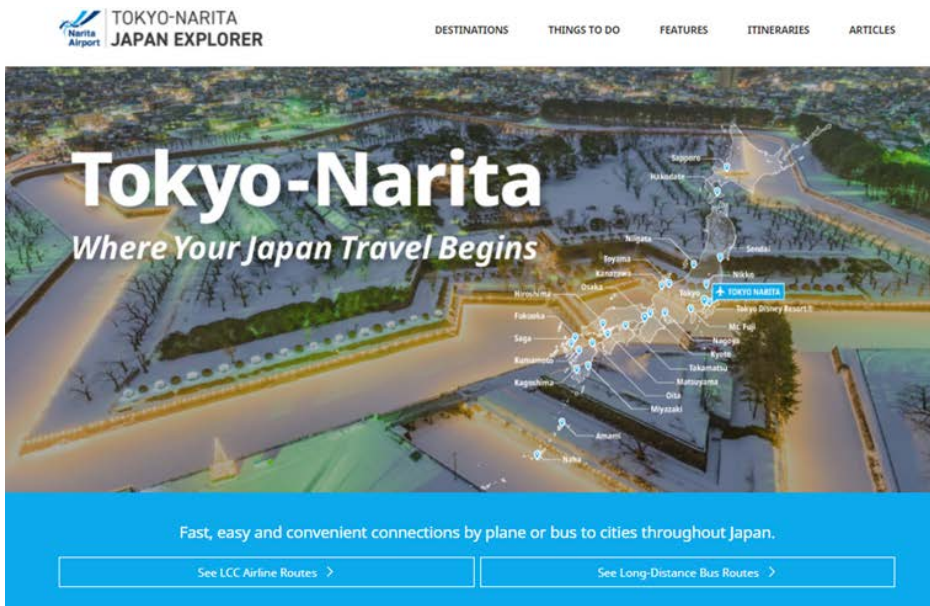 Narita
Airport
TOKYO-NARITA
JAPAN EXPLORER
DESTINATIONS
THINGS TO DO
FEATURES
ITINERARIES
ARTICLES
Tokyo-Narita
Where Your Japan Travel Begins
Sapporo
Hakodate
Niigata
Sendai
Toyama
Kanazawa
Nikko
Osaka
Tokyo
TOKYO NARITA
Hiroshima
Tokyo Disney Resort®
Fukuoka
Mt. Fuji
Saga
Nagoya
Kyoto
Kumamoto
Takamatsu
Kagoshima
Matsuyama
Oita
Miyazaki
Amami
Naha
Fast, easy and convenient connections by plane or bus to cities throughout Japan.
See LCC Airline Routes >
See Long-Distance Bus Routes >